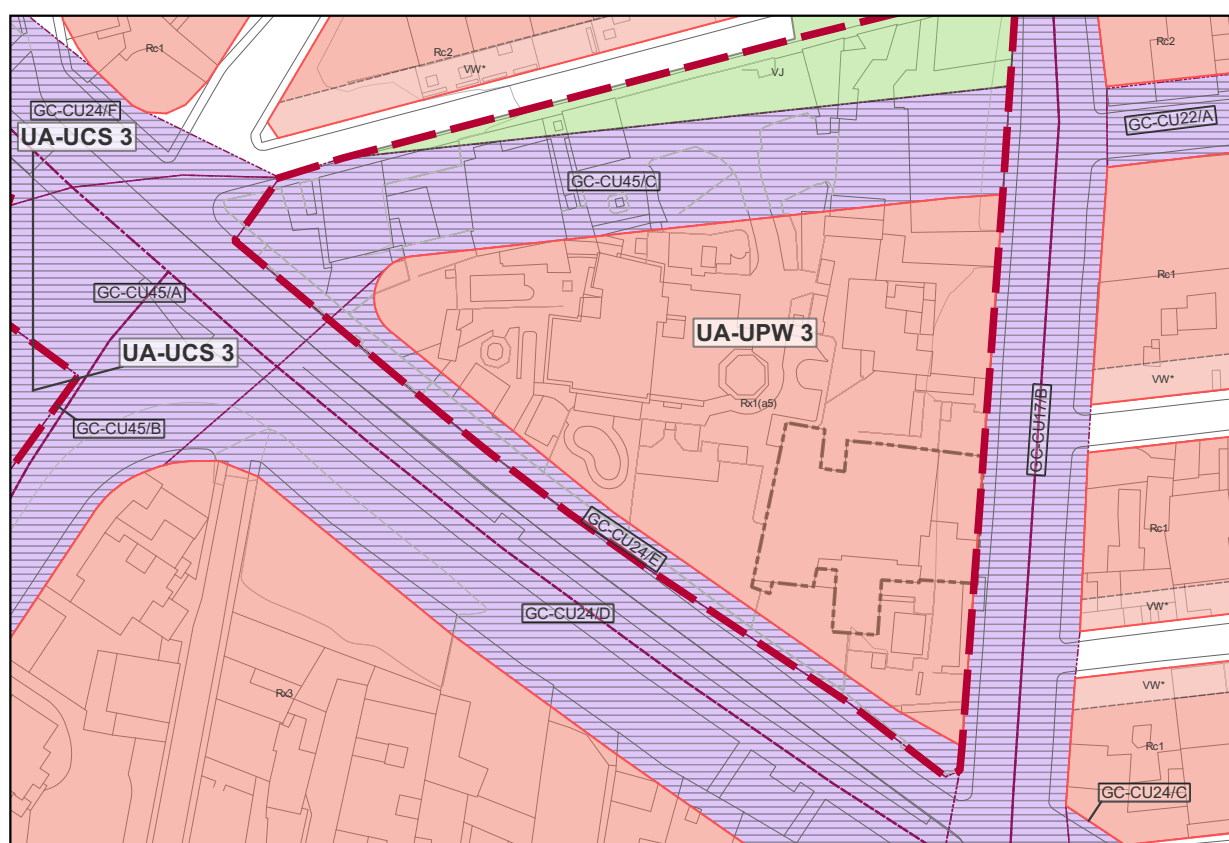 Rc1
Rc2
Rc2
VW*
VJ
GC-CU24/F
GC-CU22/A
UA-UCS 3
GC-CU45/C
Rc1
GC-CU45/A
UA-UPW 3
UA-UCS 3
VW*
Rx1(a5)
GC-CU17/B
GC-CU45/B
Rc1
GC-CU24/E
VW*
GC-CU24/D
VW*
Rx3
Rc1
GC-CU24/C